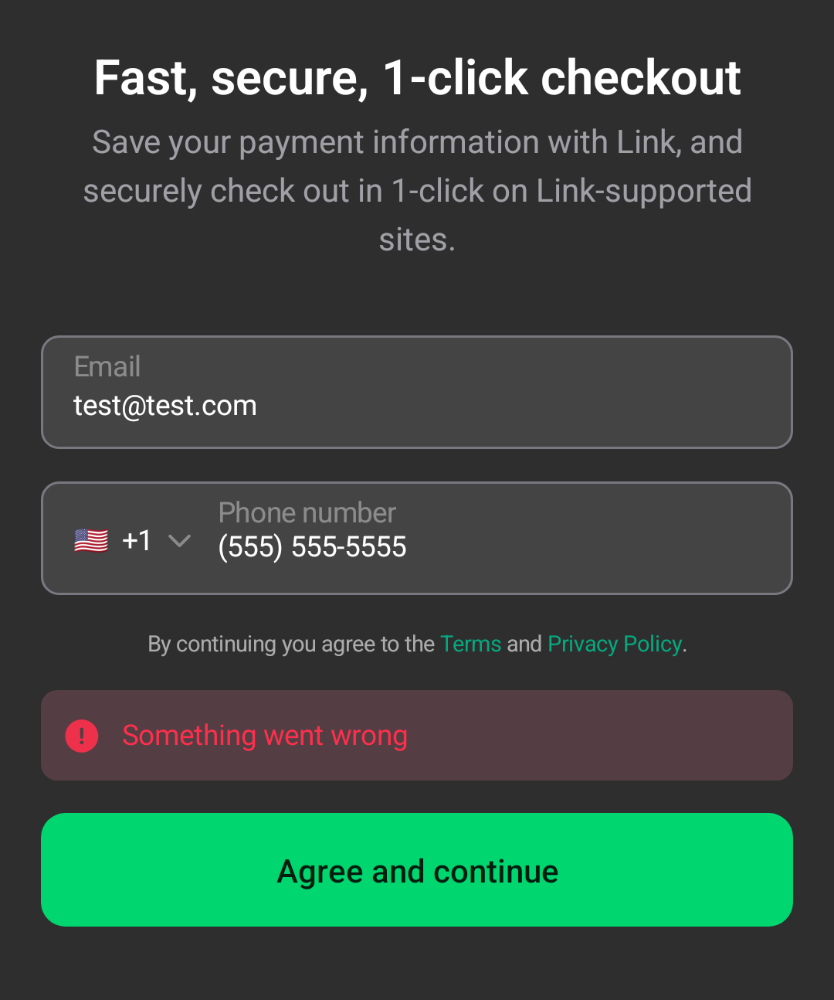 Fast, secure, 1-click checkout
Save your payment information with Link, and
securely check out in 1-click on Link-supported
sites.
Email
test@test.com
Phone number
+1 (555) 555-5555
By continuing you agree to the Terms and Privacy Policy.
Something went wrong
Agree and continue